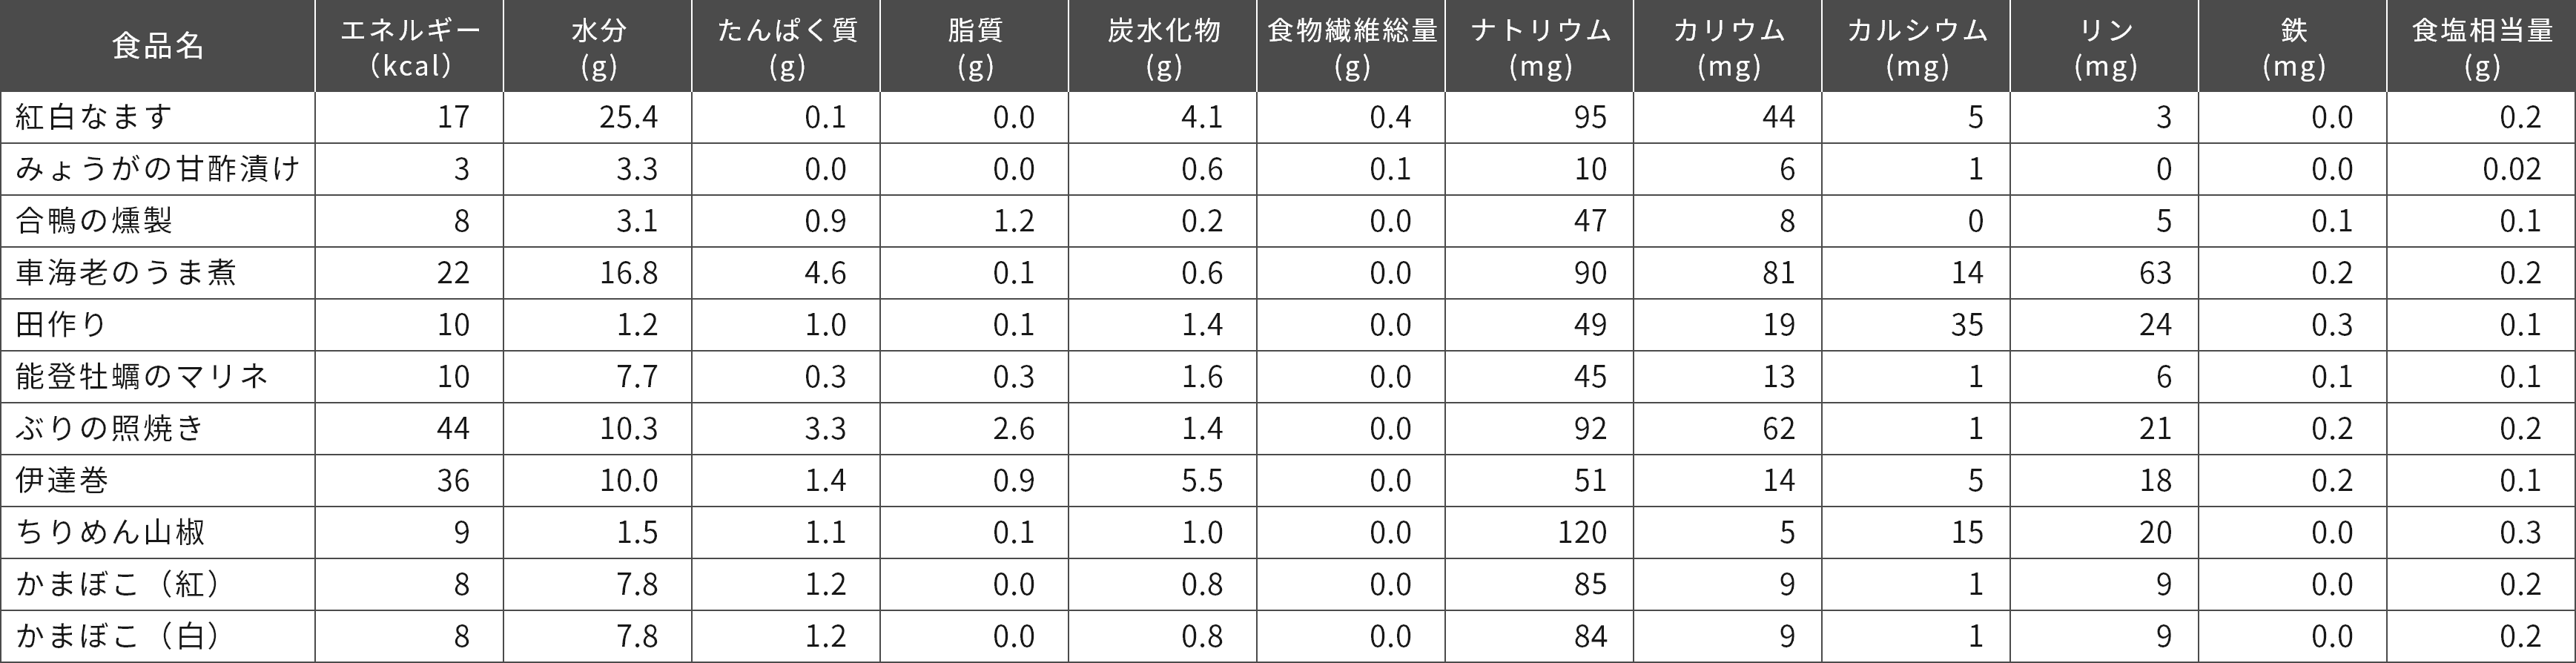 食品名 エネルギー（kcal） 水分(g) たんぱく質(g) 脂質(g) 炭水化物(g) 食物繊維総量(g) ナトリウム(mg) カリウム(mg) カルシウム(mg) リン(mg) 鉄(mg) 食塩相当量(g)
紅白なます 17 25.4 0.1 0.0 4.1 0.4 95 44 5 3 0.0 0.2
みょうがの甘酢漬け 3 3.3 0.0 0.0 0.6 0.1 10 6 1 0 0.0 0.02
合鴨の燻製 8 3.1 0.9 1.2 0.2 0.0 47 8 0 5 0.1 0.1
車海老のうま煮 22 16.8 4.6 0.1 0.6 0.0 90 81 14 63 0.2 0.2
田作り 10 1.2 1.0 0.1 1.4 0.0 49 19 35 24 0.3 0.1
能登牡蠣のマリネ 10 7.7 0.3 0.3 1.6 0.0 45 13 1 6 0.1 0.1
ぶりの照焼き 44 10.3 3.3 2.6 1.4 0.0 92 62 1 21 0.2 0.2
伊達巻 36 10.0 1.4 0.9 5.5 0.0 51 14 5 18 0.2 0.1
ちりめん山椒 9 1.5 1.1 0.1 1.0 0.0 120 5 15 20 0.0 0.3
かまぼこ（紅） 8 7.8 1.2 0.0 0.8 0.0 85 9 1 9 0.0 0.2
かまぼこ（白） 8 7.8 1.2 0.0 0.8 0.0 84 9 1 9 0.0 0.2